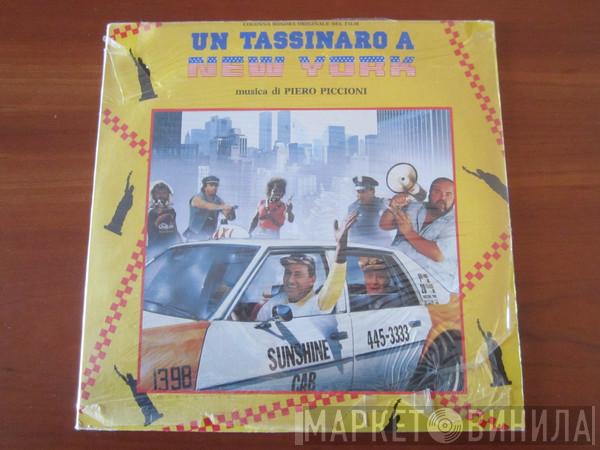 COLONNA SONORA ORIGINALE DEL FILM
UN TASSINARO A
NEW YORK
musica di PIERO PICCIONI
TAXI
SUNSHINE
CAB
445-3333
1398
МАРКЕТ ВИНИЛА